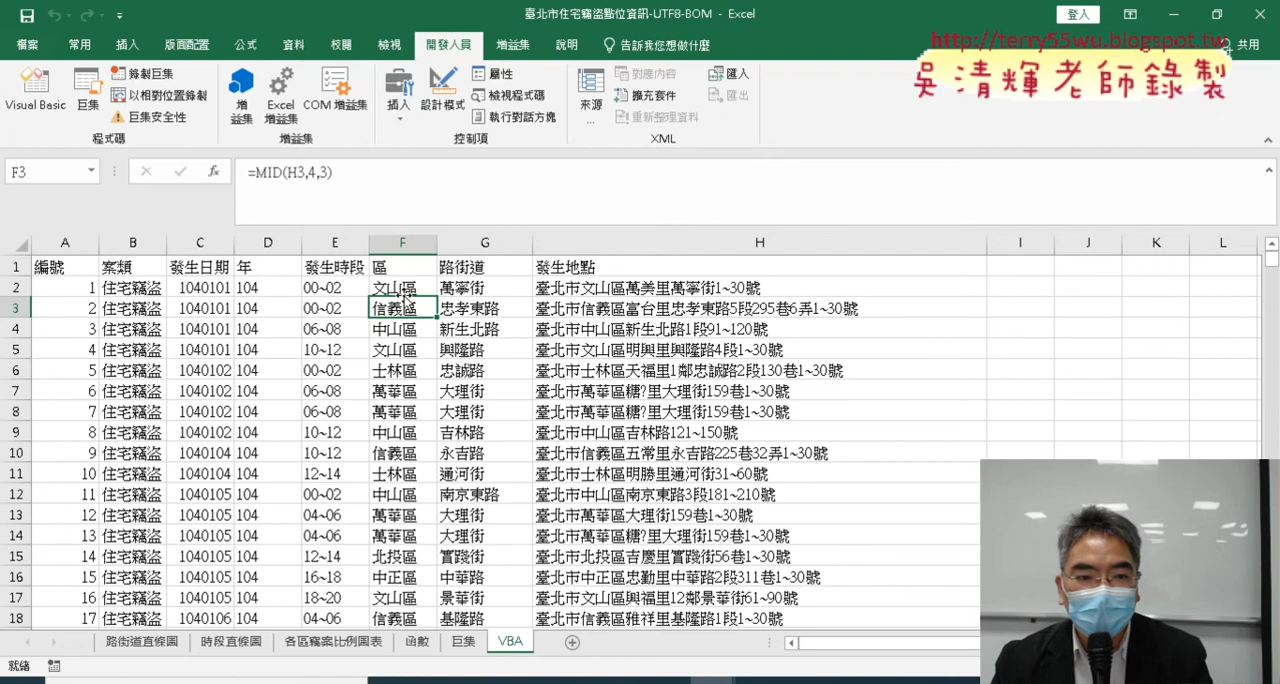 臺北市住宅竊盜點位資訊-UTF8-BOM - Excel
登入
檔案 常用 插入 版面配置 公式 資料 校閱 檢視 開發人員 增益集 說明 告訴我您想做什麼
http://terry55wu.blogspot.tw
共用
吳清輝老師錄製
Visual Basic 巨集 錄製巨集 以相對位置錄製 巨集安全性
增益集 Excel 增益集 COM 增益集
插入 設計模式 屬性 檢視程式碼 執行對話方塊
來源... 對應內容 擴充套件 重新整理資料 匯入 匯出
程式碼 增益集 控制項 XML
F3 fx =MID(H3,4,3)
A B C D E F G H I J K L
1 編號 案類 發生日期 年 發生時段 區 路街道 發生地點
2 1 住宅竊盜 1040101 104 00~02 文山區 萬寧街 臺北市文山區萬美里萬寧街1~30號
3 2 住宅竊盜 1040101 104 00~02 信義區 忠孝東路 臺北市信義區富台里忠孝東路5段295巷6弄1~30號
4 3 住宅竊盜 1040101 104 06~08 中山區 新生北路 臺北市中山區新生北路1段91~120號
5 4 住宅竊盜 1040101 104 10~12 文山區 興隆路 臺北市文山區明興里興隆路4段1~30號
6 5 住宅竊盜 1040102 104 00~02 士林區 忠誠路 臺北市士林區天福里1鄰忠誠路2段130巷1~30號
7 6 住宅竊盜 1040102 104 06~08 萬華區 大理街 臺北市萬華區糖?里大理街159巷1~30號
8 7 住宅竊盜 1040102 104 06~08 萬華區 大理街 臺北市萬華區糖?里大理街159巷1~30號
9 8 住宅竊盜 1040102 104 10~12 中山區 吉林路 臺北市中山區吉林路121~150號
10 9 住宅竊盜 1040104 104 10~12 信義區 永吉路 臺北市信義區五常里永吉路225巷32弄1~30號
11 10 住宅竊盜 1040104 104 12~14 士林區 通河街 臺北市士林區明勝里通河街31~60號
12 11 住宅竊盜 1040105 104 00~02 中山區 南京東路 臺北市中山區南京東路3段181~210號
13 12 住宅竊盜 1040105 104 04~06 萬華區 大理街 臺北市萬華區大理街159巷1~30號
14 13 住宅竊盜 1040105 104 04~06 萬華區 大理街 臺北市萬華區糖?里大理街159巷1~30號
15 14 住宅竊盜 1040105 104 12~14 北投區 實踐街 臺北市北投區吉慶里實踐街56巷1~30號
16 15 住宅竊盜 1040105 104 16~18 中正區 中華路 臺北市中正區忠勤里中華路2段311巷1~30號
17 16 住宅竊盜 1040105 104 18~20 文山區 景華街 臺北市文山區興福里12鄰景華街61~90號
18 17 住宅竊盜 1040106 104 04~06 信義區 基隆路 臺北市信義區雅祥里基隆路1段1~30號
路街道直條圖 時段直條圖 各區竊案比例圖表 函數 巨集 VBA
就緒